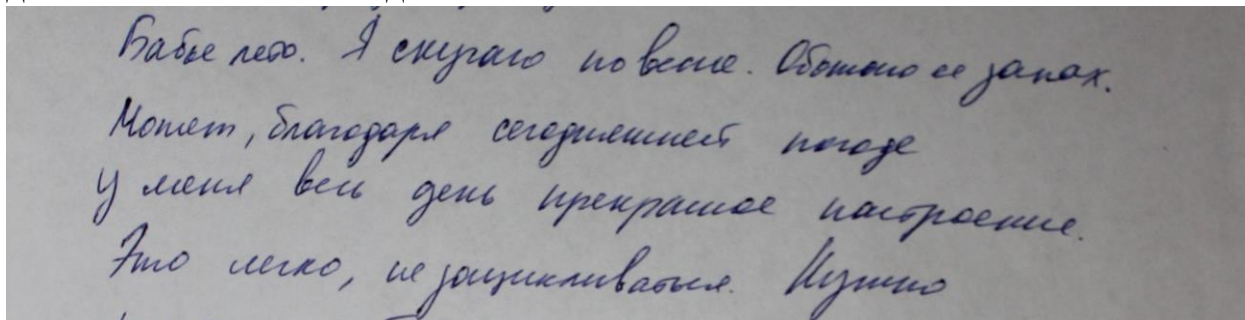 Бабье лето. Я скучаю по весне. Обожаю ее запах.
Может, благодаря сегодняшней погоде
у меня весь день прекрасное настроение.
Это легко, не зацикливаться. Нужно